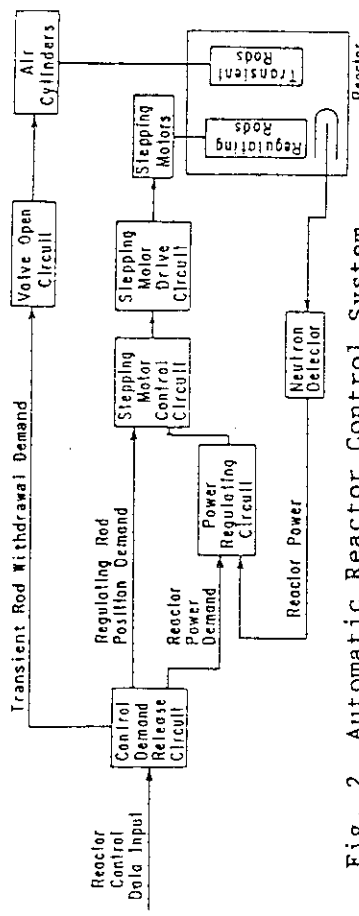 Transient Rod Withdrawal Demand
Valve Open
Circuit
Air
Cylinders
Reactor
Control
Data Input
Control
Demand
Release
Circuit
Regulating Rod
Position Demand
Stepping
Motor
Control
Circuit
Stepping
Motor
Drive
Circuit
Stepping
Motors
Reactor
Power
Demand
Power
Regulating
Circuit
Reactor Power
Neutron
Detector
Regulating
Rods
Transient
Rods
Reactor
Fig. 2 Automatic Reactor Control System